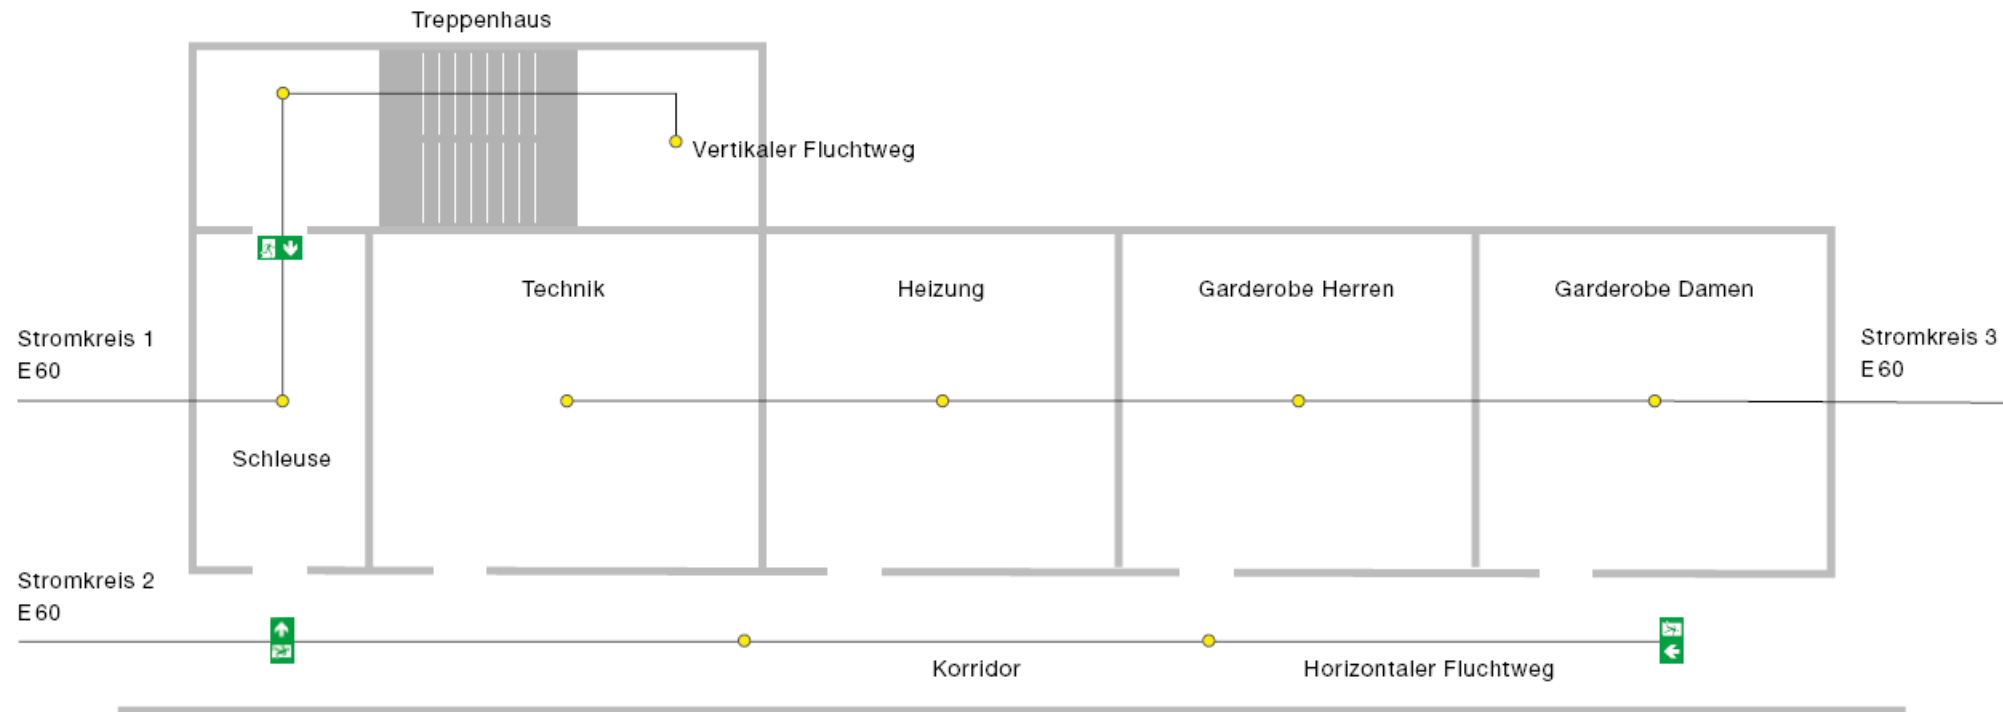 Treppenhaus
Vertikaler Fluchtweg
Technik
Heizung
Garderobe Herren
Garderobe Damen
Stromkreis 1
E 60
Stromkreis 3
E 60
Schleuse
Stromkreis 2
E 60
Korridor
Horizontaler Fluchtweg